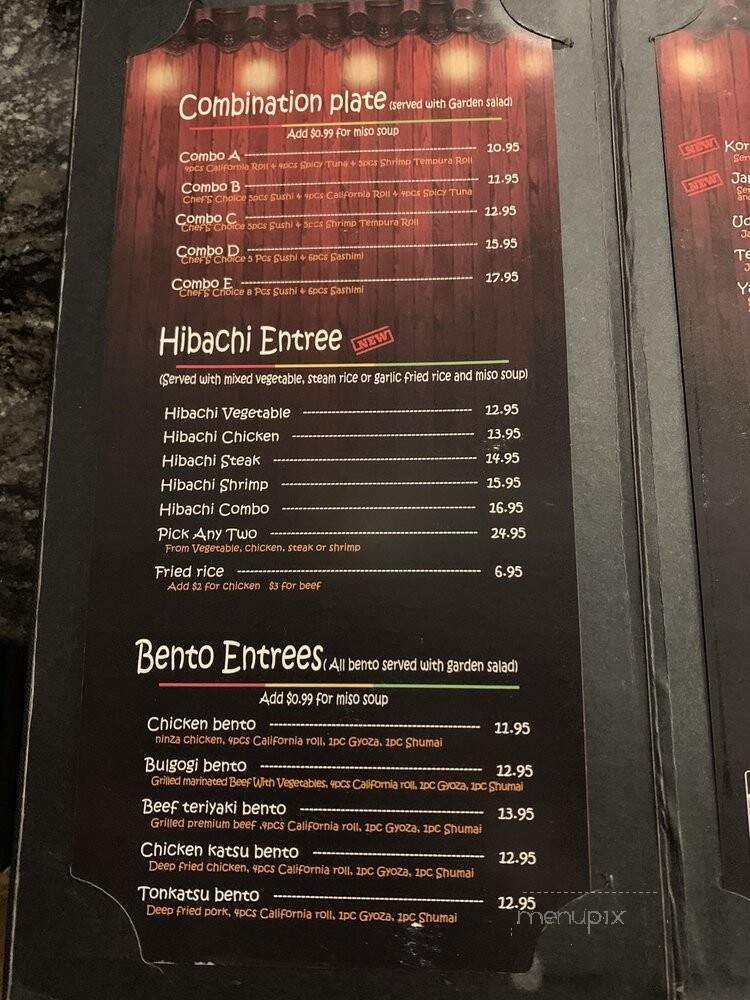 Combination plate (served with Garden salad)
Add $0.99 for miso soup
Combo A 10.95
4pcs California Roll + 4pcs Spicy Tuna + 5pcs Shrimp Tempura Roll
Combo B 11.95
Chef'S Choice 5pcs Sushi + 4pcs California Roll + 4pcs Spicy Tuna
Combo C 12.95
Chef'S Choice 5pcs Sushi + 5pcs Shrimp Tempura Roll
Combo D 15.95
Chef'S Choice 5 Pcs Sushi + 6pcs Sashimi
Combo E 17.95
Chef'S Choice 8 Pcs Sushi + 6pcs Sashimi
Hibachi Entree NEW
(Served with mixed vegetable, steam rice or garlic fried rice and miso soup)
Hibachi Vegetable 12.95
Hibachi Chicken 13.95
Hibachi Steak 14.95
Hibachi Shrimp 15.95
Hibachi Combo 16.95
Pick Any Two 24.95
From Vegetable, chicken, steak or shrimp
Fried rice 6.95
Add $2 for chicken $3 for beef
Bento Entrees (All bento served with garden salad)
Add $0.99 for miso soup
Chicken bento 11.95
ninza chicken, 4pcs California roll, 1pc Gyoza, 1pc Shumai
Bulgogi bento 12.95
Grilled marinated Beef With Vegetables, 4pcs California roll, 1pc Gyoza, 1pc Shumai
Beef teriyaki bento 13.95
Grilled premium beef ,4pcs California roll, 1pc Gyoza, 1pc Shumai
Chicken katsu bento 12.95
Deep fried chicken, 4pcs California roll, 1pc Gyoza, 1pc Shumai
Tonkatsu bento 12.95
Deep fried pork, 4pcs California roll, 1pc Gyoza, 1pc Shumai
menupix
NEW Kor
Ser
NEW Jap
Ser
and
Ud
Te
Ya